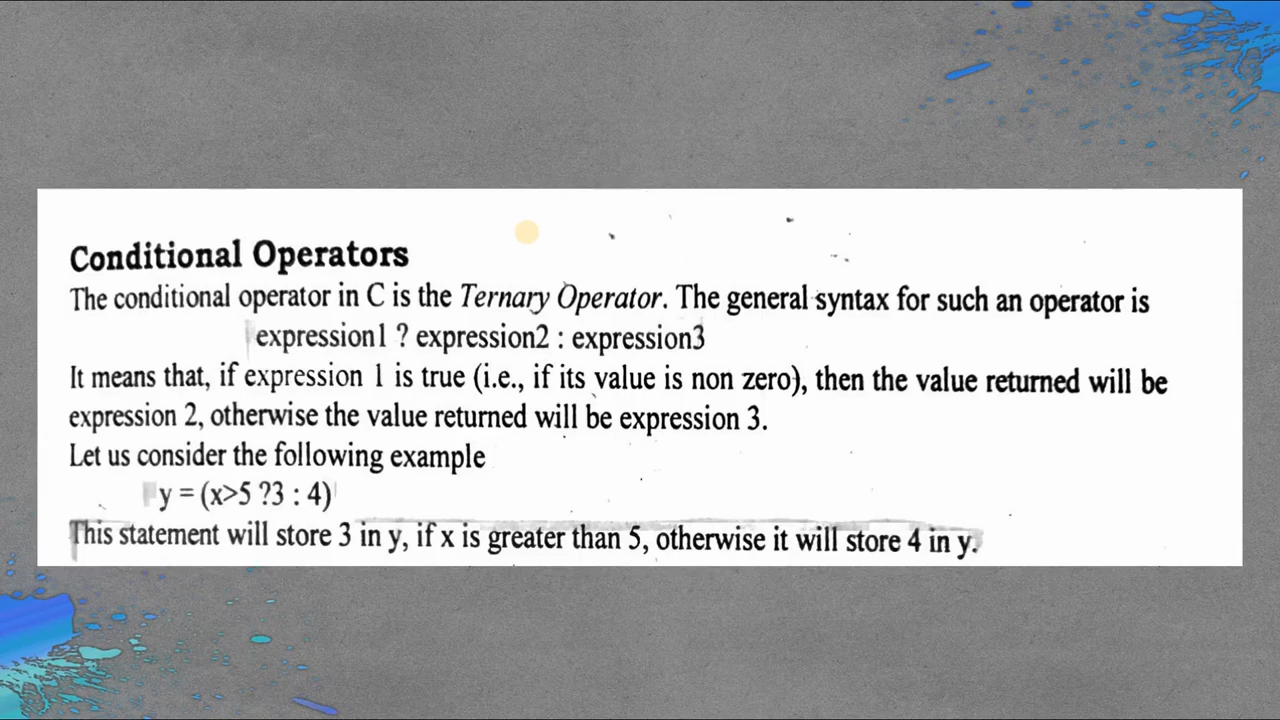 Conditional Operators
The conditional operator in C is the Ternary Operator. The general syntax for such an operator is
expression1 ? expression2 : expression3
It means that, if expression 1 is true (i.e., if its value is non zero), then the value returned will be
expression 2, otherwise the value returned will be expression 3.
Let us consider the following example
y = (x>5 ?3 : 4)
This statement will store 3 in y, if x is greater than 5, otherwise it will store 4 in y.